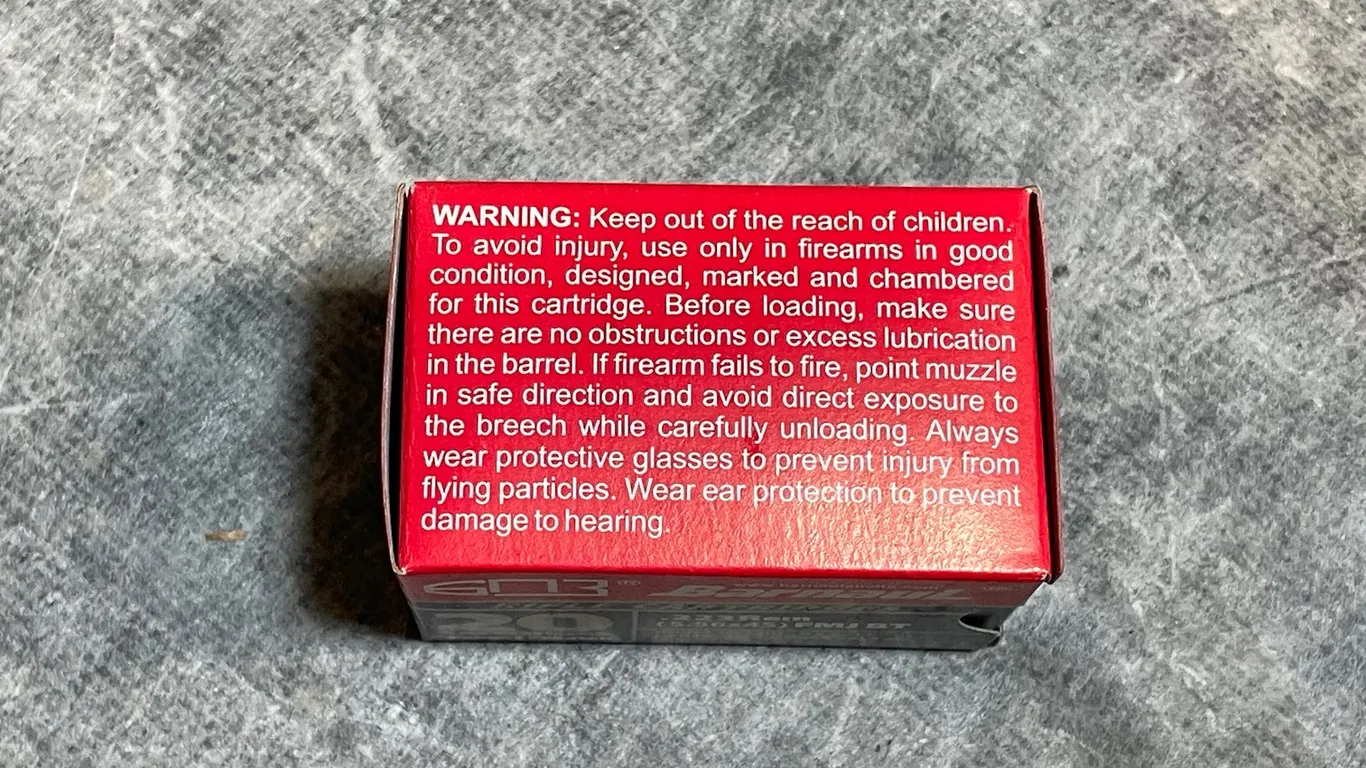 WARNING: Keep out of the reach of children.
To avoid injury, use only in firearms in good
condition, designed, marked and chambered
for this cartridge. Before loading, make sure
there are no obstructions or excess lubrication
in the barrel. If firearm fails to fire, point muzzle
in safe direction and avoid direct exposure to
the breech while carefully unloading. Always
wear protective glasses to prevent injury from
flying particles. Wear ear protection to prevent
damage to hearing.
Barnaul
20